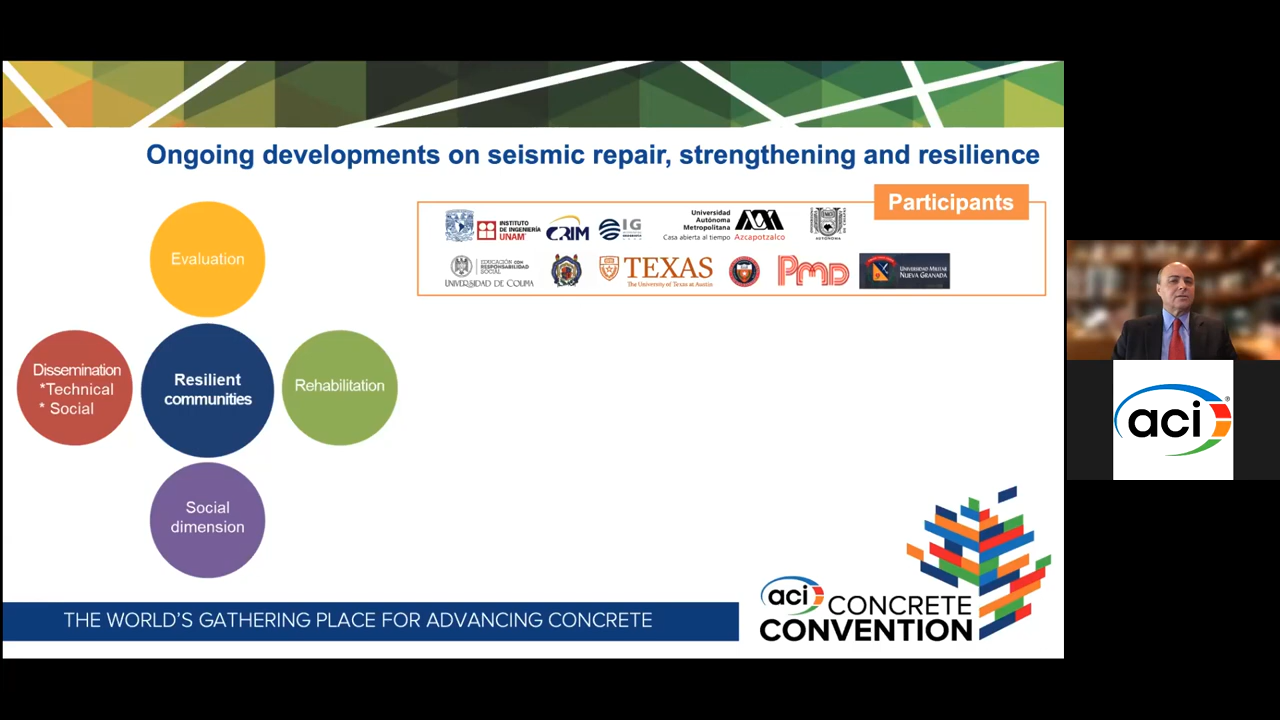 Ongoing developments on seismic repair, strengthening and resilience
Participants
INSTITUTO
DE INGENIERÍA
UNAM
CRIM
IG
Universidad
Autónoma
Metropolitana
Casa abierta al tiempo Azcapotzalco
EDUCACIÓN CON
RESPONSABILIDAD
SOCIAL
UNIVERSIDAD DE COLIMA
TEXAS
The University of Texas at Austin
PMD
UNIVERSIDAD MILITAR
NUEVA GRANADA
Evaluation
Dissemination
*Technical
* Social
Resilient
communities
Rehabilitation
Social
dimension
THE WORLD'S GATHERING PLACE FOR ADVANCING CONCRETE
aci CONCRETE
CONVENTION
aci®